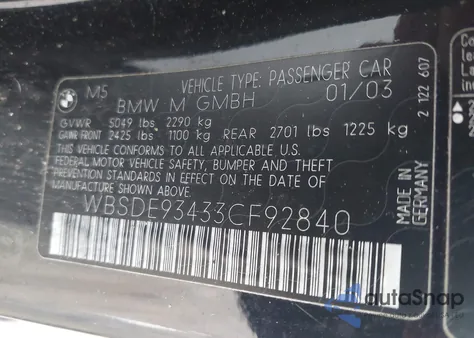 M5 VEHICLE TYPE: PASSENGER CAR
BMW M GMBH 01/03
GVWR 5049 lbs 2290 kg
GAWR FRONT 2425 lbs 1100 kg REAR 2701 lbs 1225 kg
THIS VEHICLE CONFORMS TO ALL APPLICABLE U.S.
FEDERAL MOTOR VEHICLE SAFETY, BUMPER AND THEFT
PREVENTION STANDARDS IN EFFECT ON THE DATE OF
MANUFACTURE SHOWN ABOVE.
WBSDE93433CF92840
MADE IN GERMANY
2 122 607
autoSnap